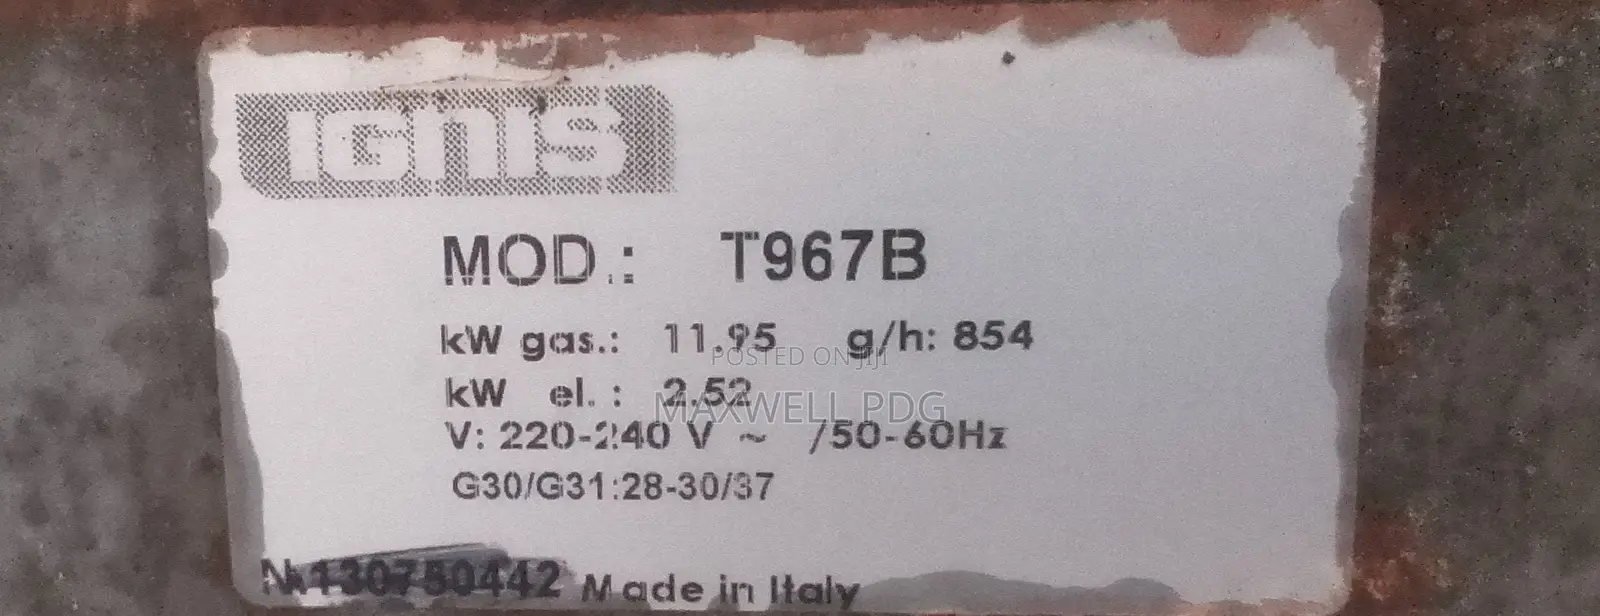 IGNIS
MOD.: T967B
kW gas.: 11.95 g/h: 854
POSTED ON JIJI
kW el. : 2.52
MAXWELL PDG
V: 220-240 V ~ /50-60Hz
G30/G31:28-30/37
№130750442 Made in Italy